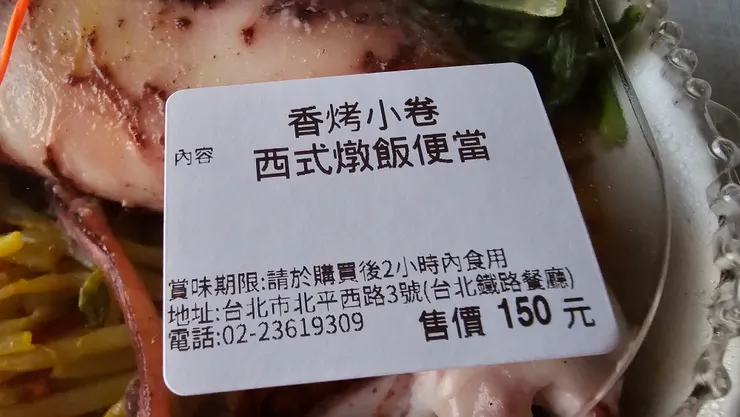 香烤小卷
內容
西式燉飯便當
賞味期限:請於購買後2小時內食用
地址:台北市北平西路3號(台北鐵路餐廳)
電話:02-23619309
售價 150 元